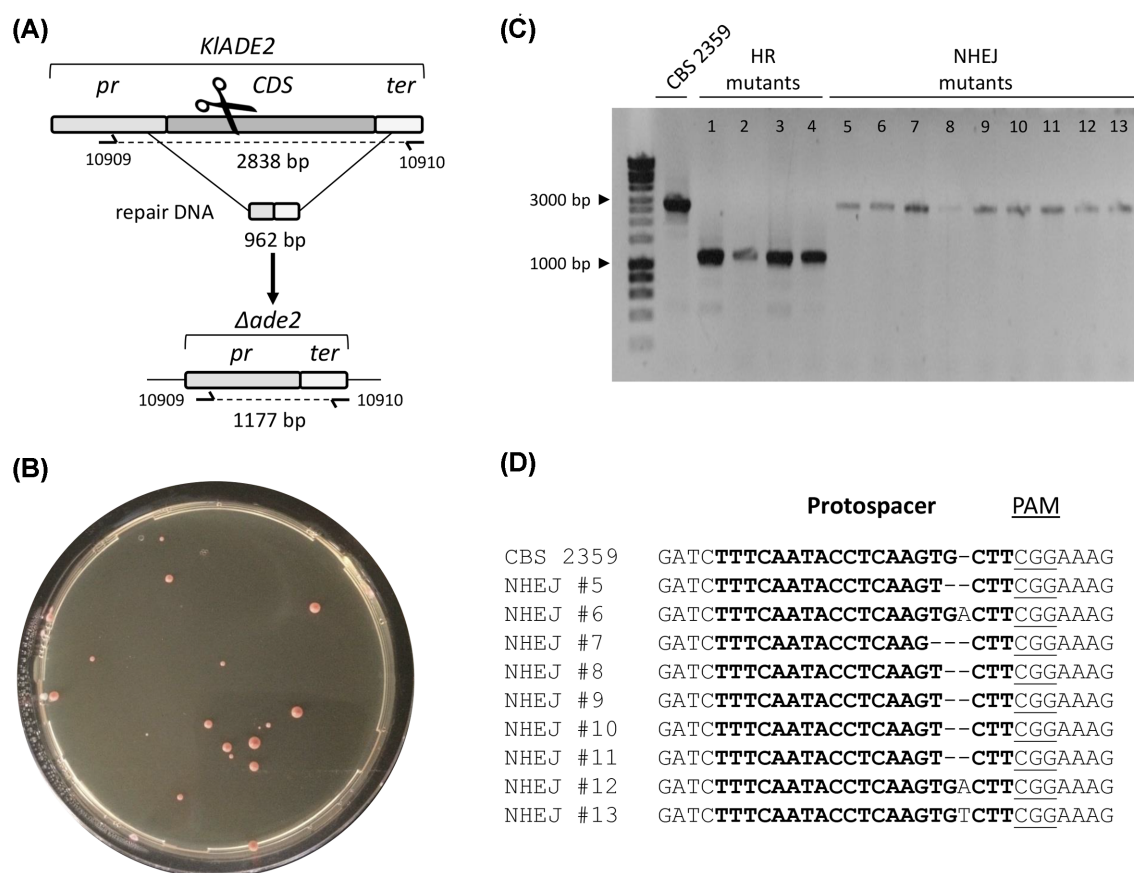 (A)
KlADE2
pr CDS ter
10909 2838 bp 10910
repair DNA
962 bp
Δade2
pr ter
10909 10910
1177 bp
(B)
(C)
CBS 2359
HR mutants
NHEJ mutants
1 2 3 4 5 6 7 8 9 10 11 12 13
3000 bp
1000 bp
(D)
Protospacer PAM
CBS 2359 GATCTTTCAATACCTCAAGTG-CTTCGGAAAG
NHEJ #5 GATCTTTCAATACCTCAAGT--CTTCGGAAAG
NHEJ #6 GATCTTTCAATACCTCAAGTGACTTCGGAAAG
NHEJ #7 GATCTTTCAATACCTCAAG---CTTCGGAAAG
NHEJ #8 GATCTTTCAATACCTCAAGT--CTTCGGAAAG
NHEJ #9 GATCTTTCAATACCTCAAGT--CTTCGGAAAG
NHEJ #10 GATCTTTCAATACCTCAAGT--CTTCGGAAAG
NHEJ #11 GATCTTTCAATACCTCAAGT--CTTCGGAAAG
NHEJ #12 GATCTTTCAATACCTCAAGTGACTTCGGAAAG
NHEJ #13 GATCTTTCAATACCTCAAGTGTCTTCGGAAAG